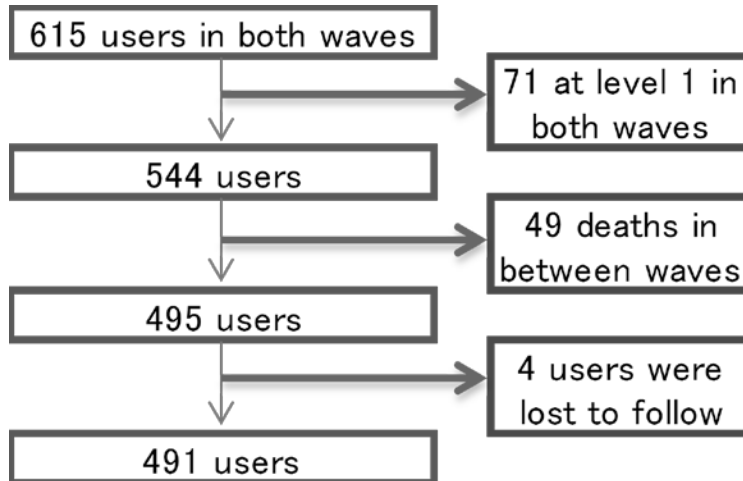 615 users in both waves
71 at level 1 in
both waves
544 users
49 deaths in
between waves
495 users
4 users were
lost to follow
491 users